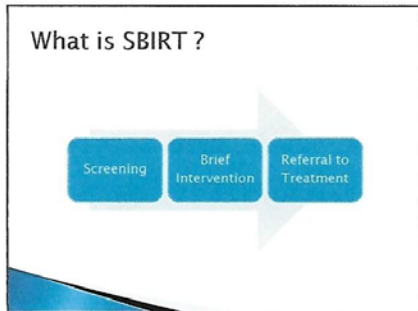 What is SBIRT ?
Screening
Brief
Intervention
Referral to
Treatment